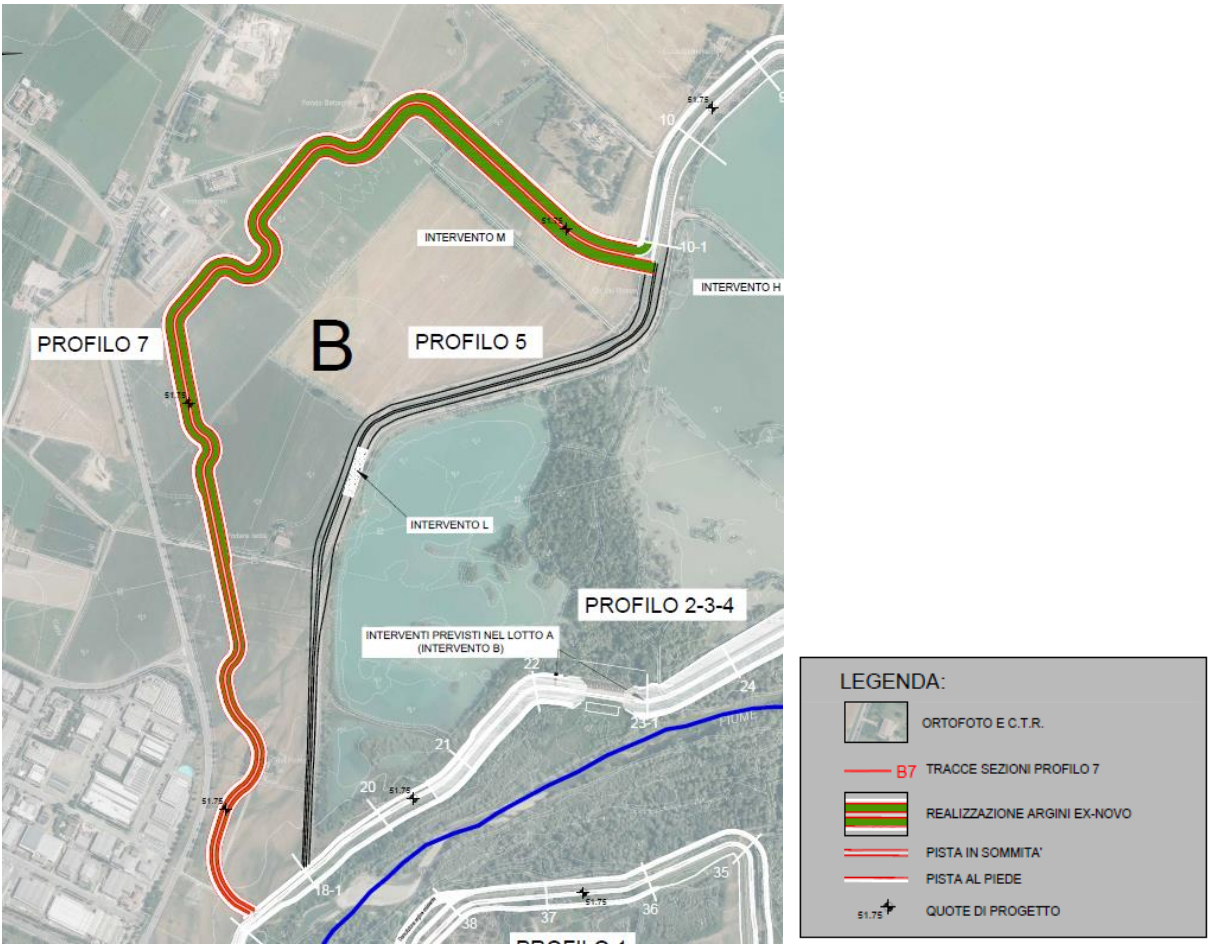 9
51.75
10
51.75
INTERVENTO M
10-1
INTERVENTO H
PROFILO 7
B
PROFILO 5
51.75
INTERVENTO L
PROFILO 2-3-4
INTERVENTI PREVISTI NEL LOTTO A
(INTERVENTO B)
22
24
23-1
FIUME
21
20
51.75
51.75
18-1
35
36
37
38
51.75
PROFILO 1
LEGENDA:
ORTOFOTO E C.T.R.
B7 TRACCE SEZIONI PROFILO 7
REALIZZAZIONE ARGINI EX-NOVO
PISTA IN SOMMITA'
PISTA AL PIEDE
51.75 QUOTE DI PROGETTO